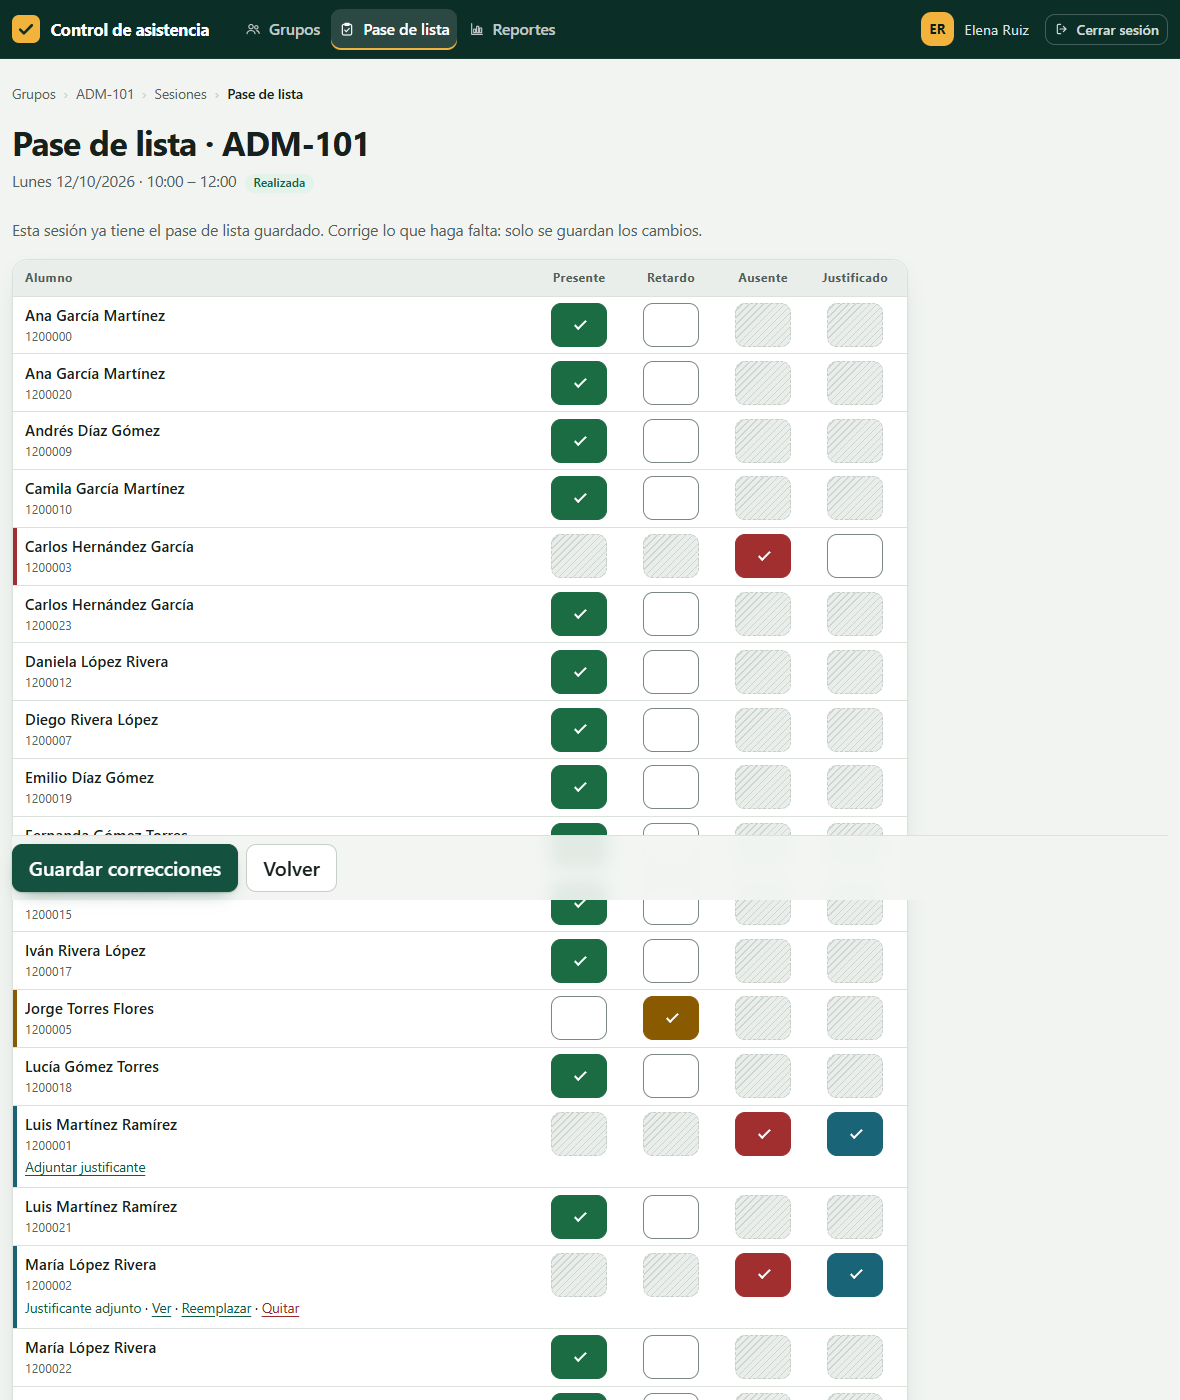 Control de asistencia
Grupos
Pase de lista
Reportes
ER
Elena Ruiz
Cerrar sesión
Grupos › ADM-101 › Sesiones › Pase de lista
Pase de lista · ADM-101
Lunes 12/10/2026 · 10:00 – 12:00 Realizada
Esta sesión ya tiene el pase de lista guardado. Corrige lo que haga falta: solo se guardan los cambios.
Alumno Presente Retardo Ausente Justificado
Ana García Martínez
1200000
Ana García Martínez
1200020
Andrés Díaz Gómez
1200009
Camila García Martínez
1200010
Carlos Hernández García
1200003
Carlos Hernández García
1200023
Daniela López Rivera
1200012
Diego Rivera López
1200007
Emilio Díaz Gómez
1200019
Fernanda Gómez Torres
Guardar correcciones
Volver
1200015
Iván Rivera López
1200017
Jorge Torres Flores
1200005
Lucía Gómez Torres
1200018
Luis Martínez Ramírez
1200001
Adjuntar justificante
Luis Martínez Ramírez
1200021
María López Rivera
1200002
Justificante adjunto · Ver · Reemplazar · Quitar
María López Rivera
1200022